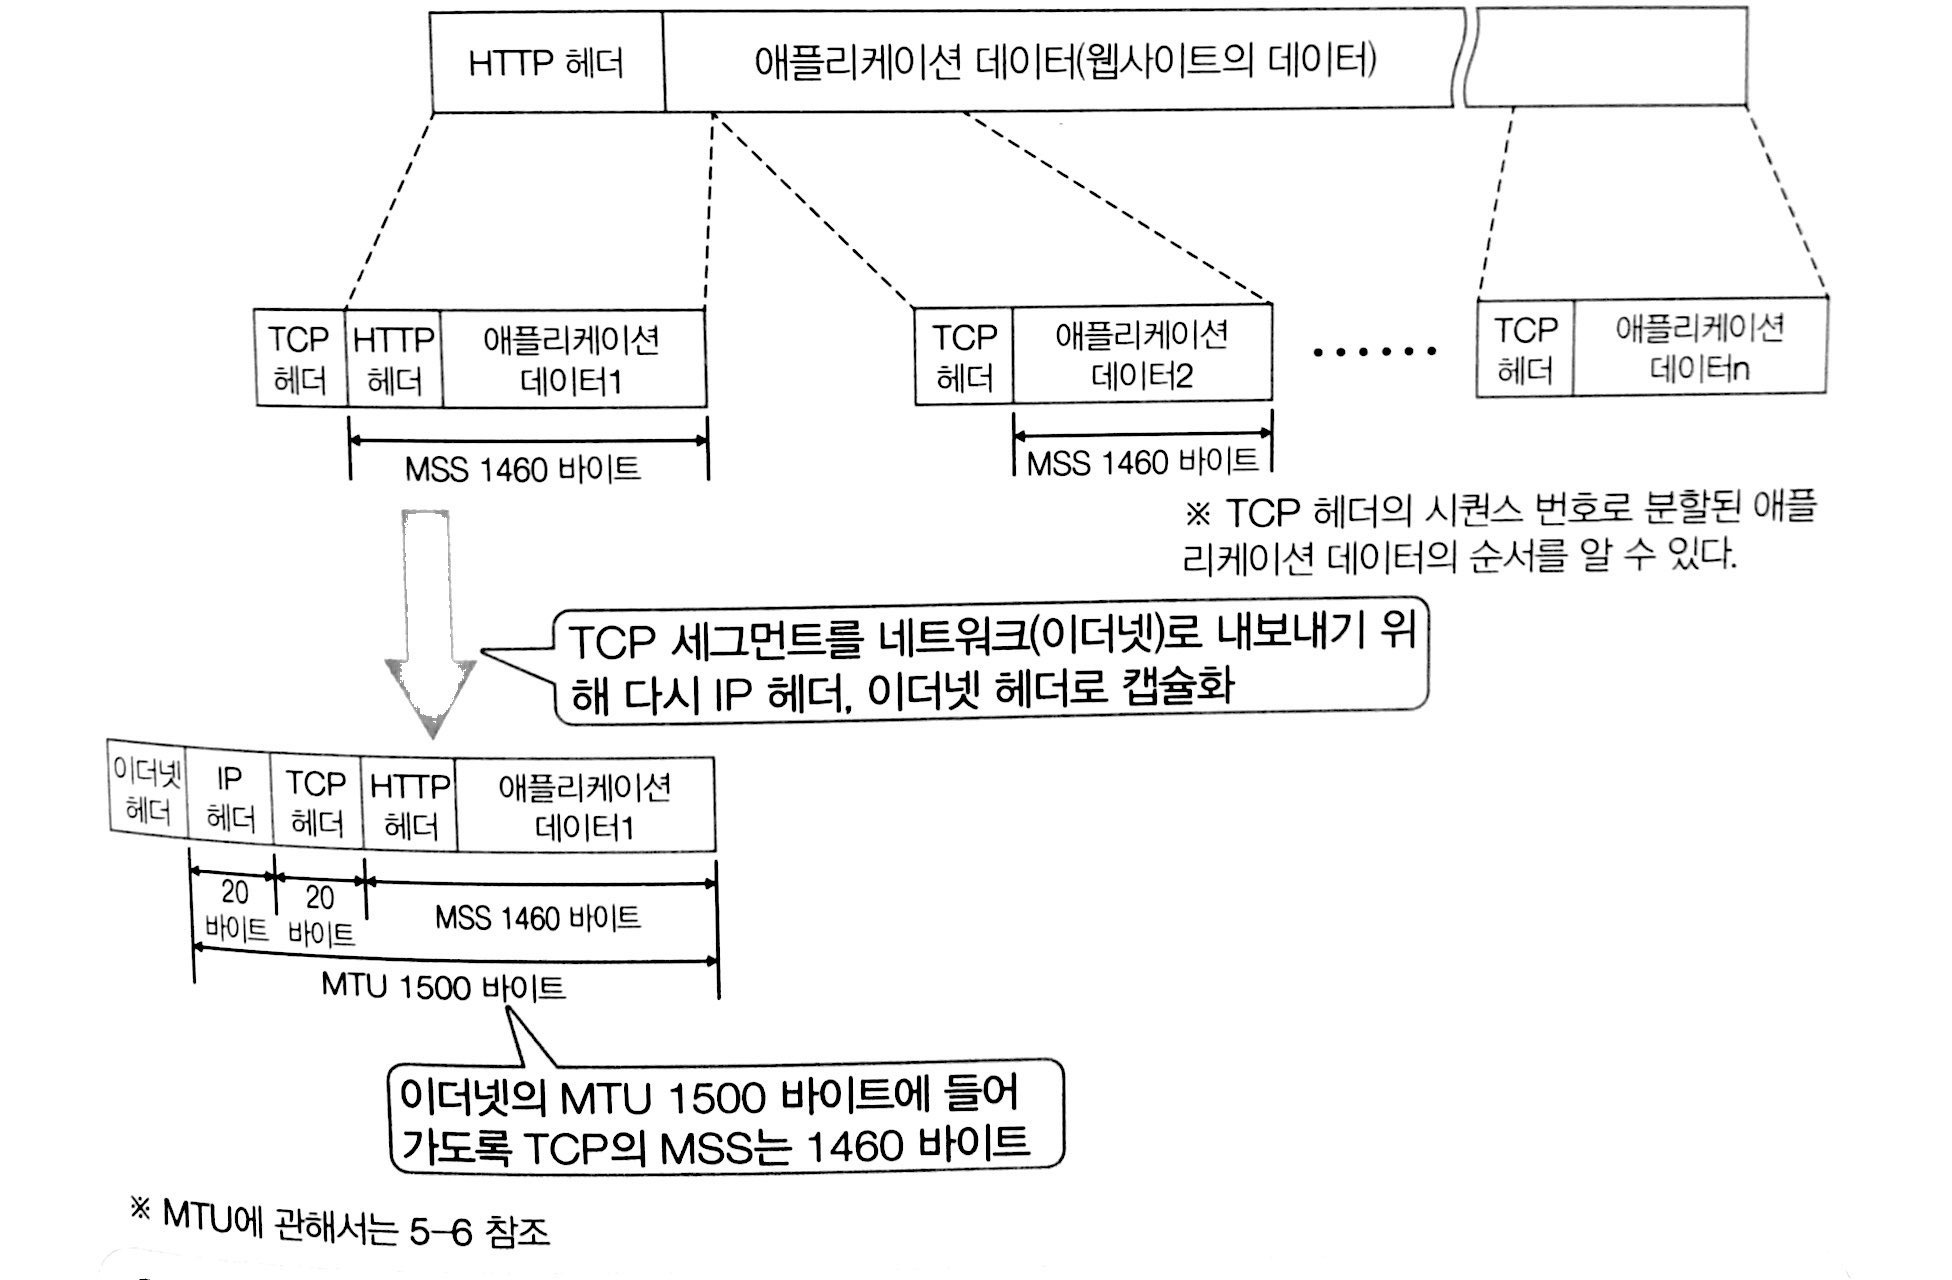 HTTP 헤더
애플리케이션 데이터(웹사이트의 데이터)
TCP
헤더
HTTP
헤더
애플리케이션
데이터1
TCP
헤더
애플리케이션
데이터2
......
TCP
헤더
애플리케이션
데이터n
MSS 1460 바이트
MSS 1460 바이트
※ TCP 헤더의 시퀀스 번호로 분할된 애플
리케이션 데이터의 순서를 알 수 있다.
TCP 세그먼트를 네트워크(이더넷)로 내보내기 위
해 다시 IP 헤더, 이더넷 헤더로 캡슐화
이더넷
헤더
IP
헤더
TCP
헤더
HTTP
헤더
애플리케이션
데이터1
20
바이트
20
바이트
MSS 1460 바이트
MTU 1500 바이트
이더넷의 MTU 1500 바이트에 들어
가도록 TCP의 MSS는 1460 바이트
※ MTU에 관해서는 5-6 참조